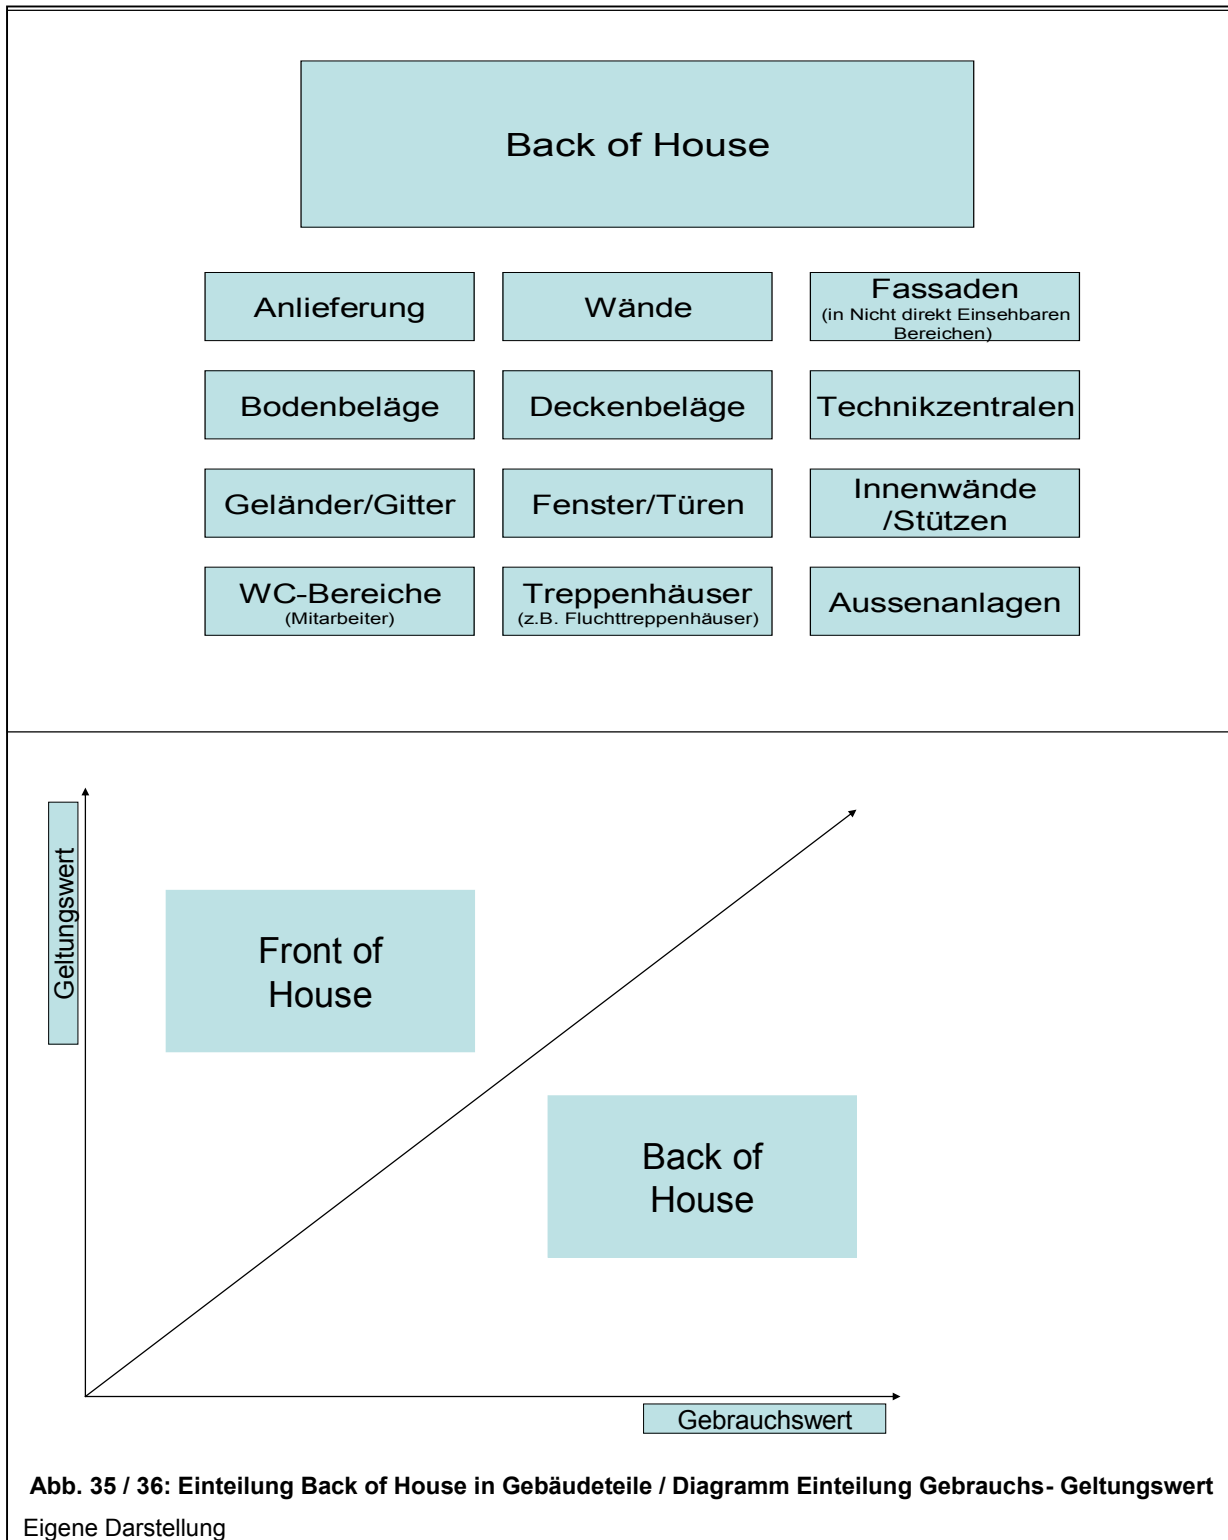 Back of House
Anlieferung
Wände
Fassaden
(in Nicht direkt Einsehbaren
Bereichen)
Bodenbeläge
Deckenbeläge
Technikzentralen
Geländer/Gitter
Fenster/Türen
Innenwände
/Stützen
WC-Bereiche
(Mitarbeiter)
Treppenhäuser
(z.B. Fluchttreppenhäuser)
Aussenanlagen
Geltungswert
Front of
House
Back of
House
Gebrauchswert
Abb. 35 / 36: Einteilung Back of House in Gebäudeteile / Diagramm Einteilung Gebrauchs- Geltungswert
Eigene Darstellung